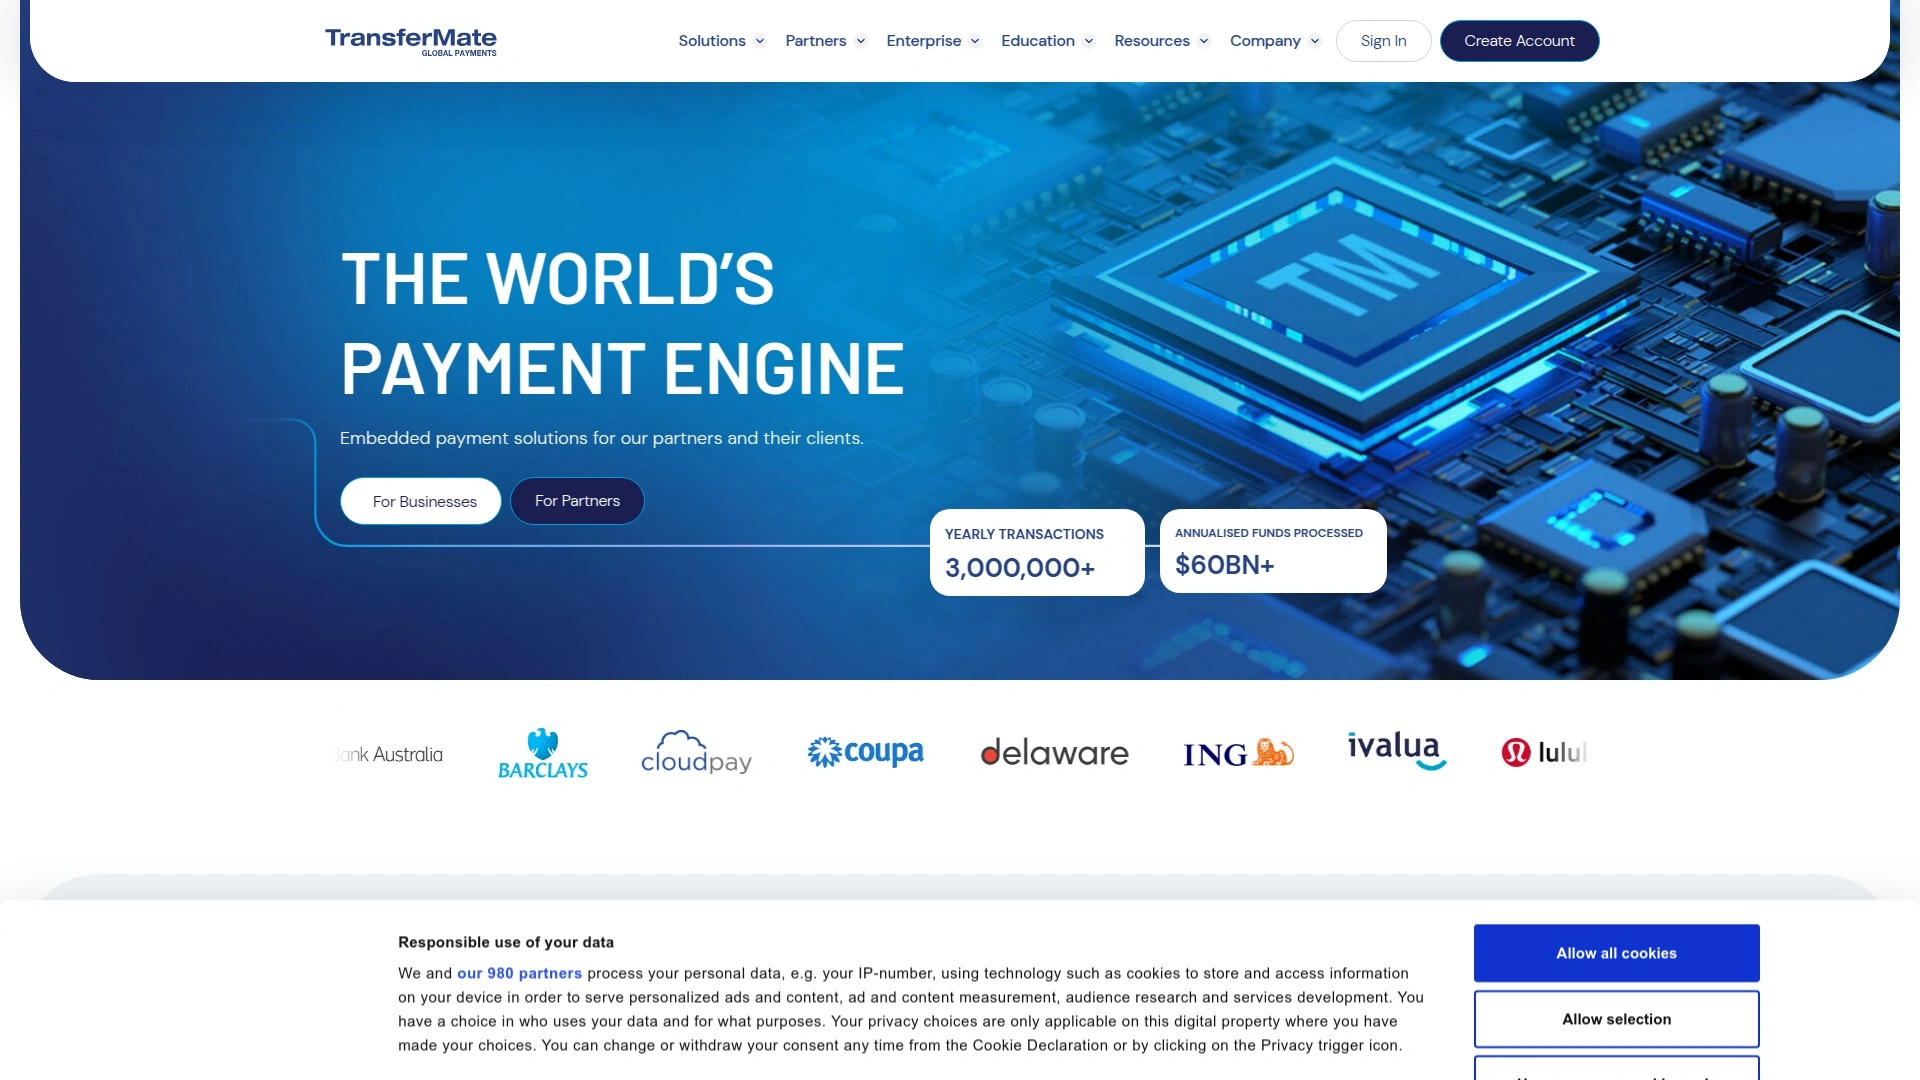 TransferMate
GLOBAL PAYMENTS
Solutions
Partners
Enterprise
Education
Resources
Company
Sign In
Create Account
TM
THE WORLD’S
PAYMENT ENGINE
Embedded payment solutions for our partners and their clients.
For Businesses
For Partners
YEARLY TRANSACTIONS
3,000,000+
ANNUALISED FUNDS PROCESSED
$60BN+
Bank Australia
BARCLAYS
cloudpay
coupa
delaware
ING
ivalua
lulul
Responsible use of your data
We and our 980 partners process your personal data, e.g. your IP-number, using technology such as cookies to store and access information
on your device in order to serve personalized ads and content, ad and content measurement, audience research and services development. You
have a choice in who uses your data and for what purposes. Your privacy choices are only applicable on this digital property where you have
made your choices. You can change or withdraw your consent any time from the Cookie Declaration or by clicking on the Privacy trigger icon.
Allow all cookies
Allow selection